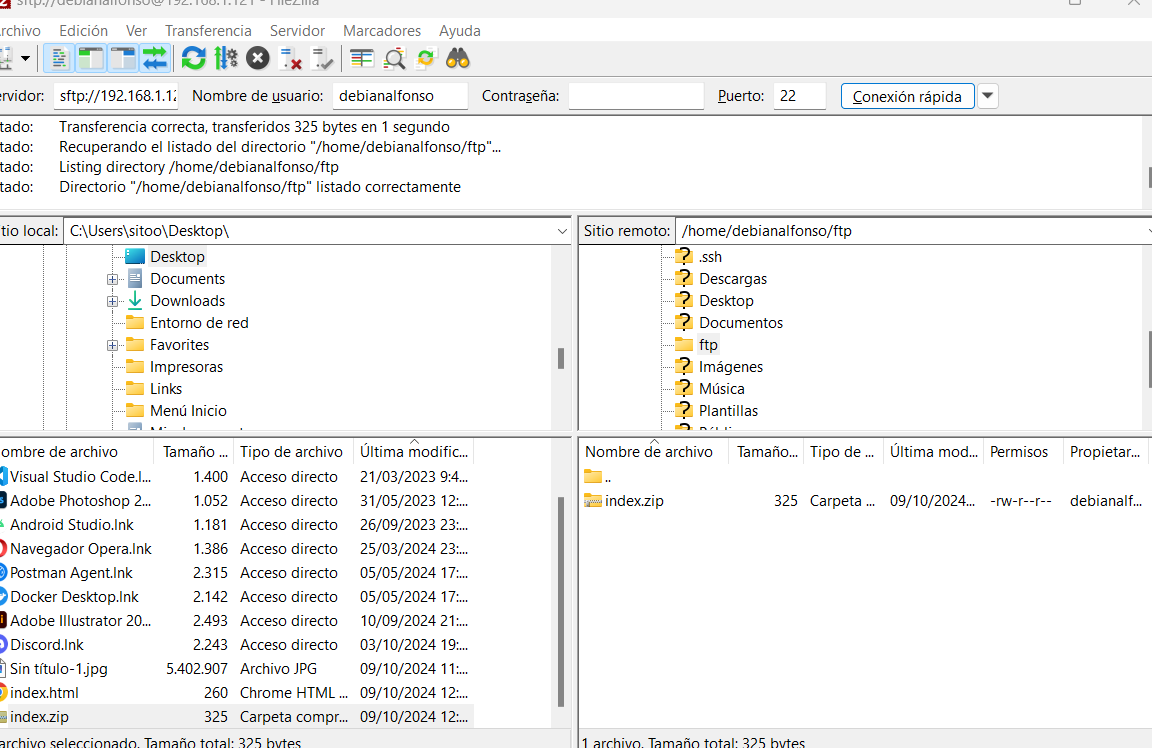 sftp://debianalfonso@192.168.1.121 - FileZilla
rchivo Edición Ver Transferencia Servidor Marcadores Ayuda
ervidor: sftp://192.168.1.12 Nombre de usuario: debianalfonso Contraseña: Puerto: 22 Conexión rápida
tado: Transferencia correcta, transferidos 325 bytes en 1 segundo
tado: Recuperando el listado del directorio "/home/debianalfonso/ftp"...
tado: Listing directory /home/debianalfonso/ftp
tado: Directorio "/home/debianalfonso/ftp" listado correctamente
tio local: C:\Users\sitoo\Desktop\
Desktop
Documents
Downloads
Entorno de red
Favorites
Impresoras
Links
Menú Inicio
Sitio remoto: /home/debianalfonso/ftp
.ssh
Descargas
Desktop
Documentos
ftp
Imágenes
Música
Plantillas
ombre de archivo Tamaño ... Tipo de archivo Última modific...
Visual Studio Code.l... 1.400 Acceso directo 21/03/2023 9:4...
Adobe Photoshop 2... 1.052 Acceso directo 31/05/2023 12:...
Android Studio.lnk 1.181 Acceso directo 26/09/2023 23:...
Navegador Opera.lnk 1.386 Acceso directo 25/03/2024 23:...
Postman Agent.lnk 2.315 Acceso directo 05/05/2024 17:...
Docker Desktop.lnk 2.142 Acceso directo 05/05/2024 17:...
Adobe Illustrator 20... 2.493 Acceso directo 10/09/2024 21:...
Discord.lnk 2.243 Acceso directo 03/10/2024 19:...
Sin título-1.jpg 5.402.907 Archivo JPG 09/10/2024 11:...
index.html 260 Chrome HTML ... 09/10/2024 12:...
index.zip 325 Carpeta compr... 09/10/2024 12:...
archivo seleccionado. Tamaño total: 325 bytes
Nombre de archivo Tamaño... Tipo de ... Última mod... Permisos Propietar...
..
index.zip 325 Carpeta ... 09/10/2024... -rw-r--r-- debianalf...
1 archivo. Tamaño total: 325 bytes